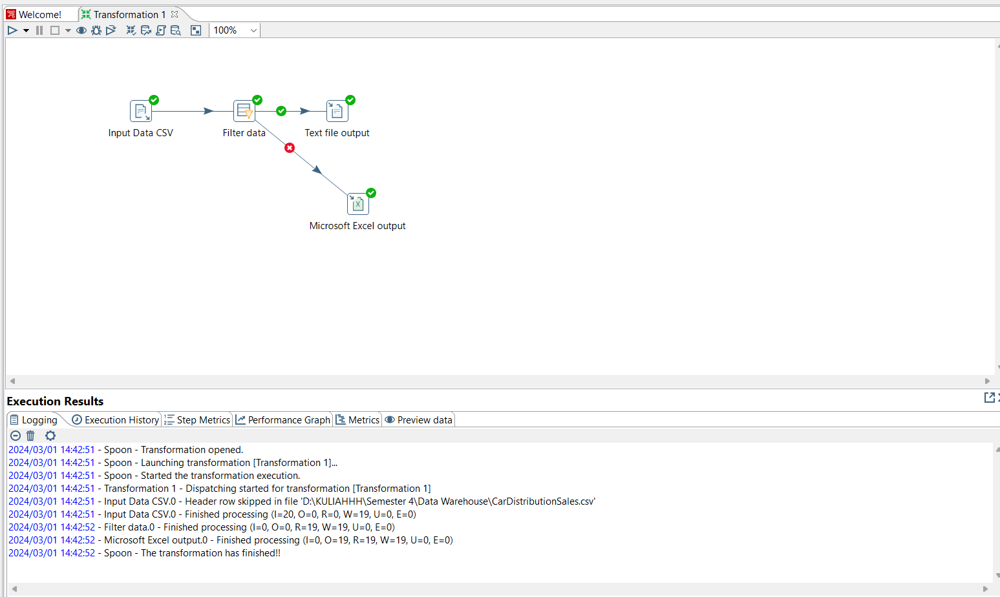 Welcome!
Transformation 1
100%
Input Data CSV
Filter data
Text file output
Microsoft Excel output
Execution Results
Logging
Execution History
Step Metrics
Performance Graph
Metrics
Preview data
2024/03/01 14:42:51 - Spoon - Transformation opened.
2024/03/01 14:42:51 - Spoon - Launching transformation [Transformation 1]...
2024/03/01 14:42:51 - Spoon - Started the transformation execution.
2024/03/01 14:42:51 - Transformation 1 - Dispatching started for transformation [Transformation 1]
2024/03/01 14:42:51 - Input Data CSV.0 - Header row skipped in file 'D:\KULIAHHH\Semester 4\Data Warehouse\CarDistributionSales.csv'
2024/03/01 14:42:51 - Input Data CSV.0 - Finished processing (I=20, O=0, R=0, W=19, U=0, E=0)
2024/03/01 14:42:52 - Filter data.0 - Finished processing (I=0, O=0, R=19, W=19, U=0, E=0)
2024/03/01 14:42:52 - Microsoft Excel output.0 - Finished processing (I=0, O=19, R=19, W=19, U=0, E=0)
2024/03/01 14:42:52 - Spoon - The transformation has finished!!